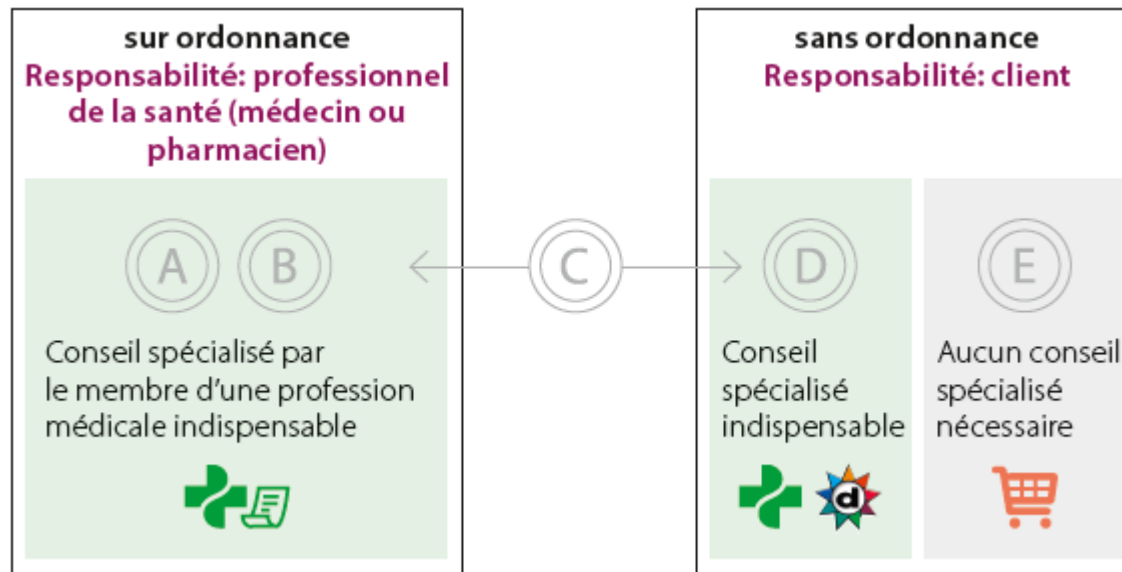 sur ordonnance
Responsabilité: professionnel
de la santé (médecin ou
pharmacien)
A
B
Conseil spécialisé par
le membre d'une profession
médicale indispensable
C
sans ordonnance
Responsabilité: client
D
Conseil
spécialisé
indispensable
d
E
Aucun conseil
spécialisé
nécessaire